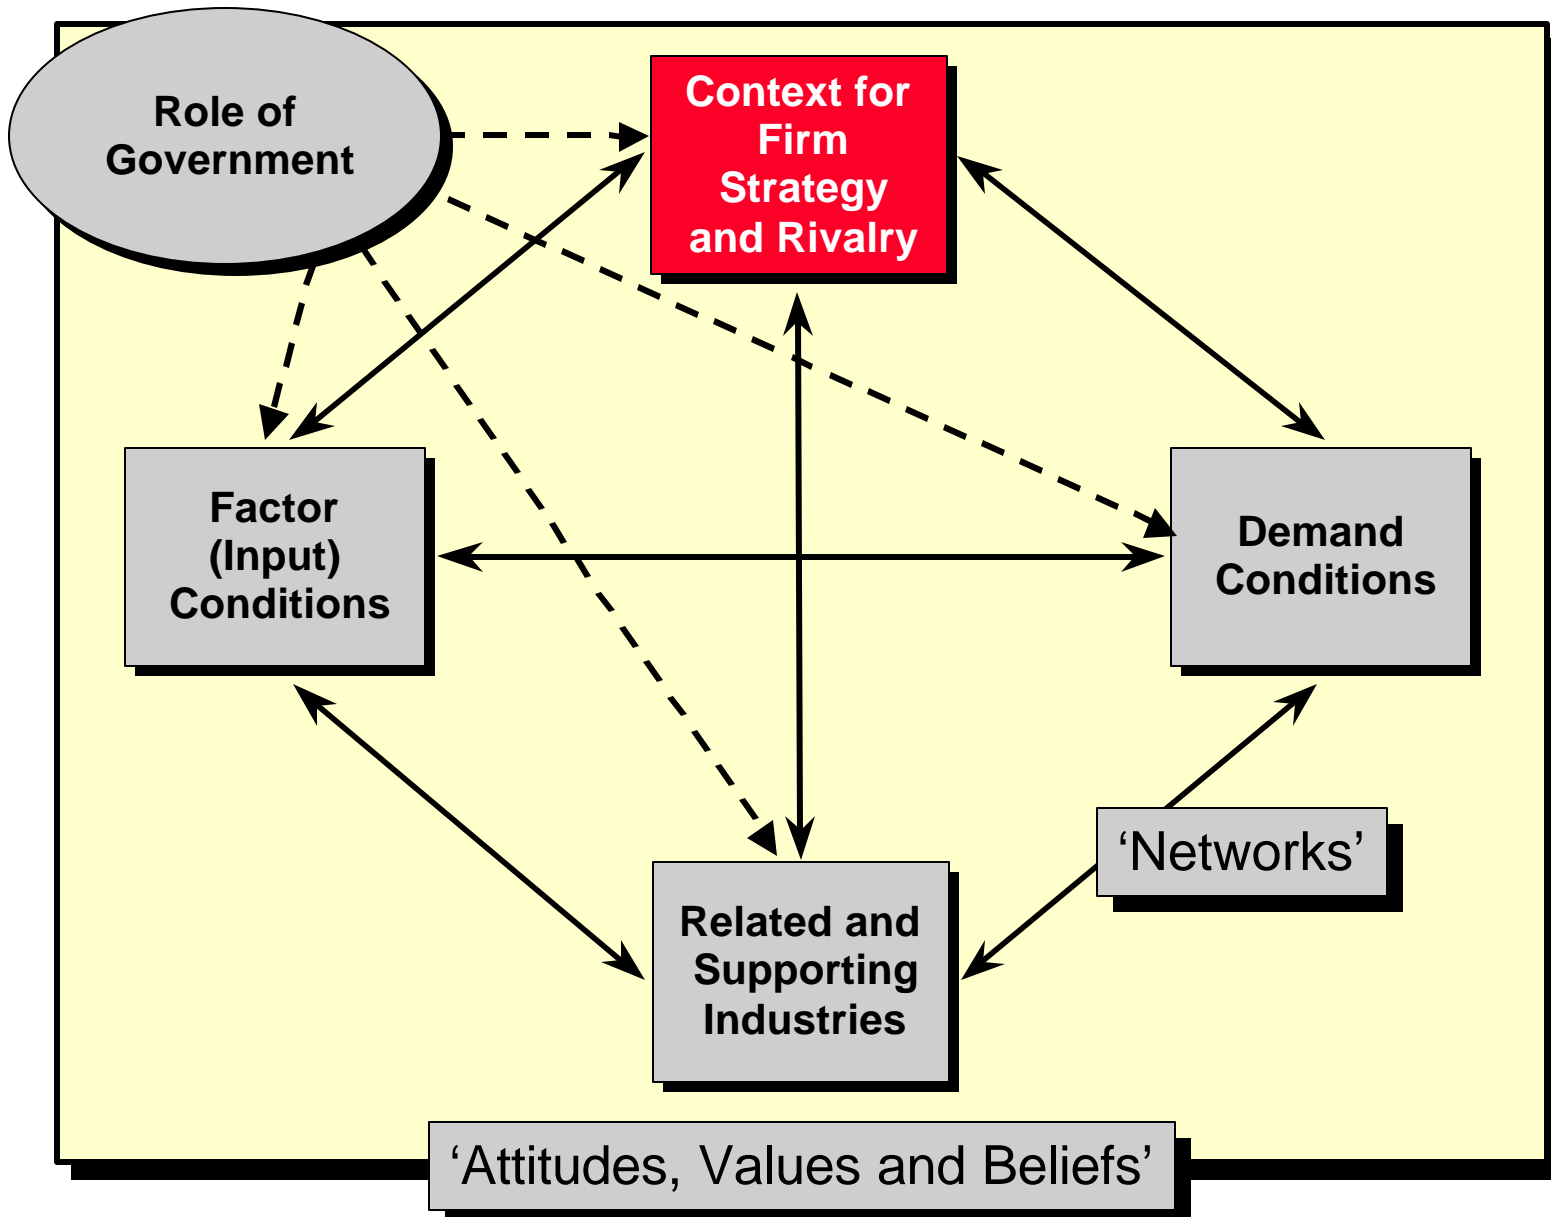 Role of
Government
Context for
Firm
Strategy
and Rivalry
Factor
(Input)
Conditions
Demand
Conditions
‘Networks’
Related and
Supporting
Industries
‘Attitudes, Values and Beliefs’